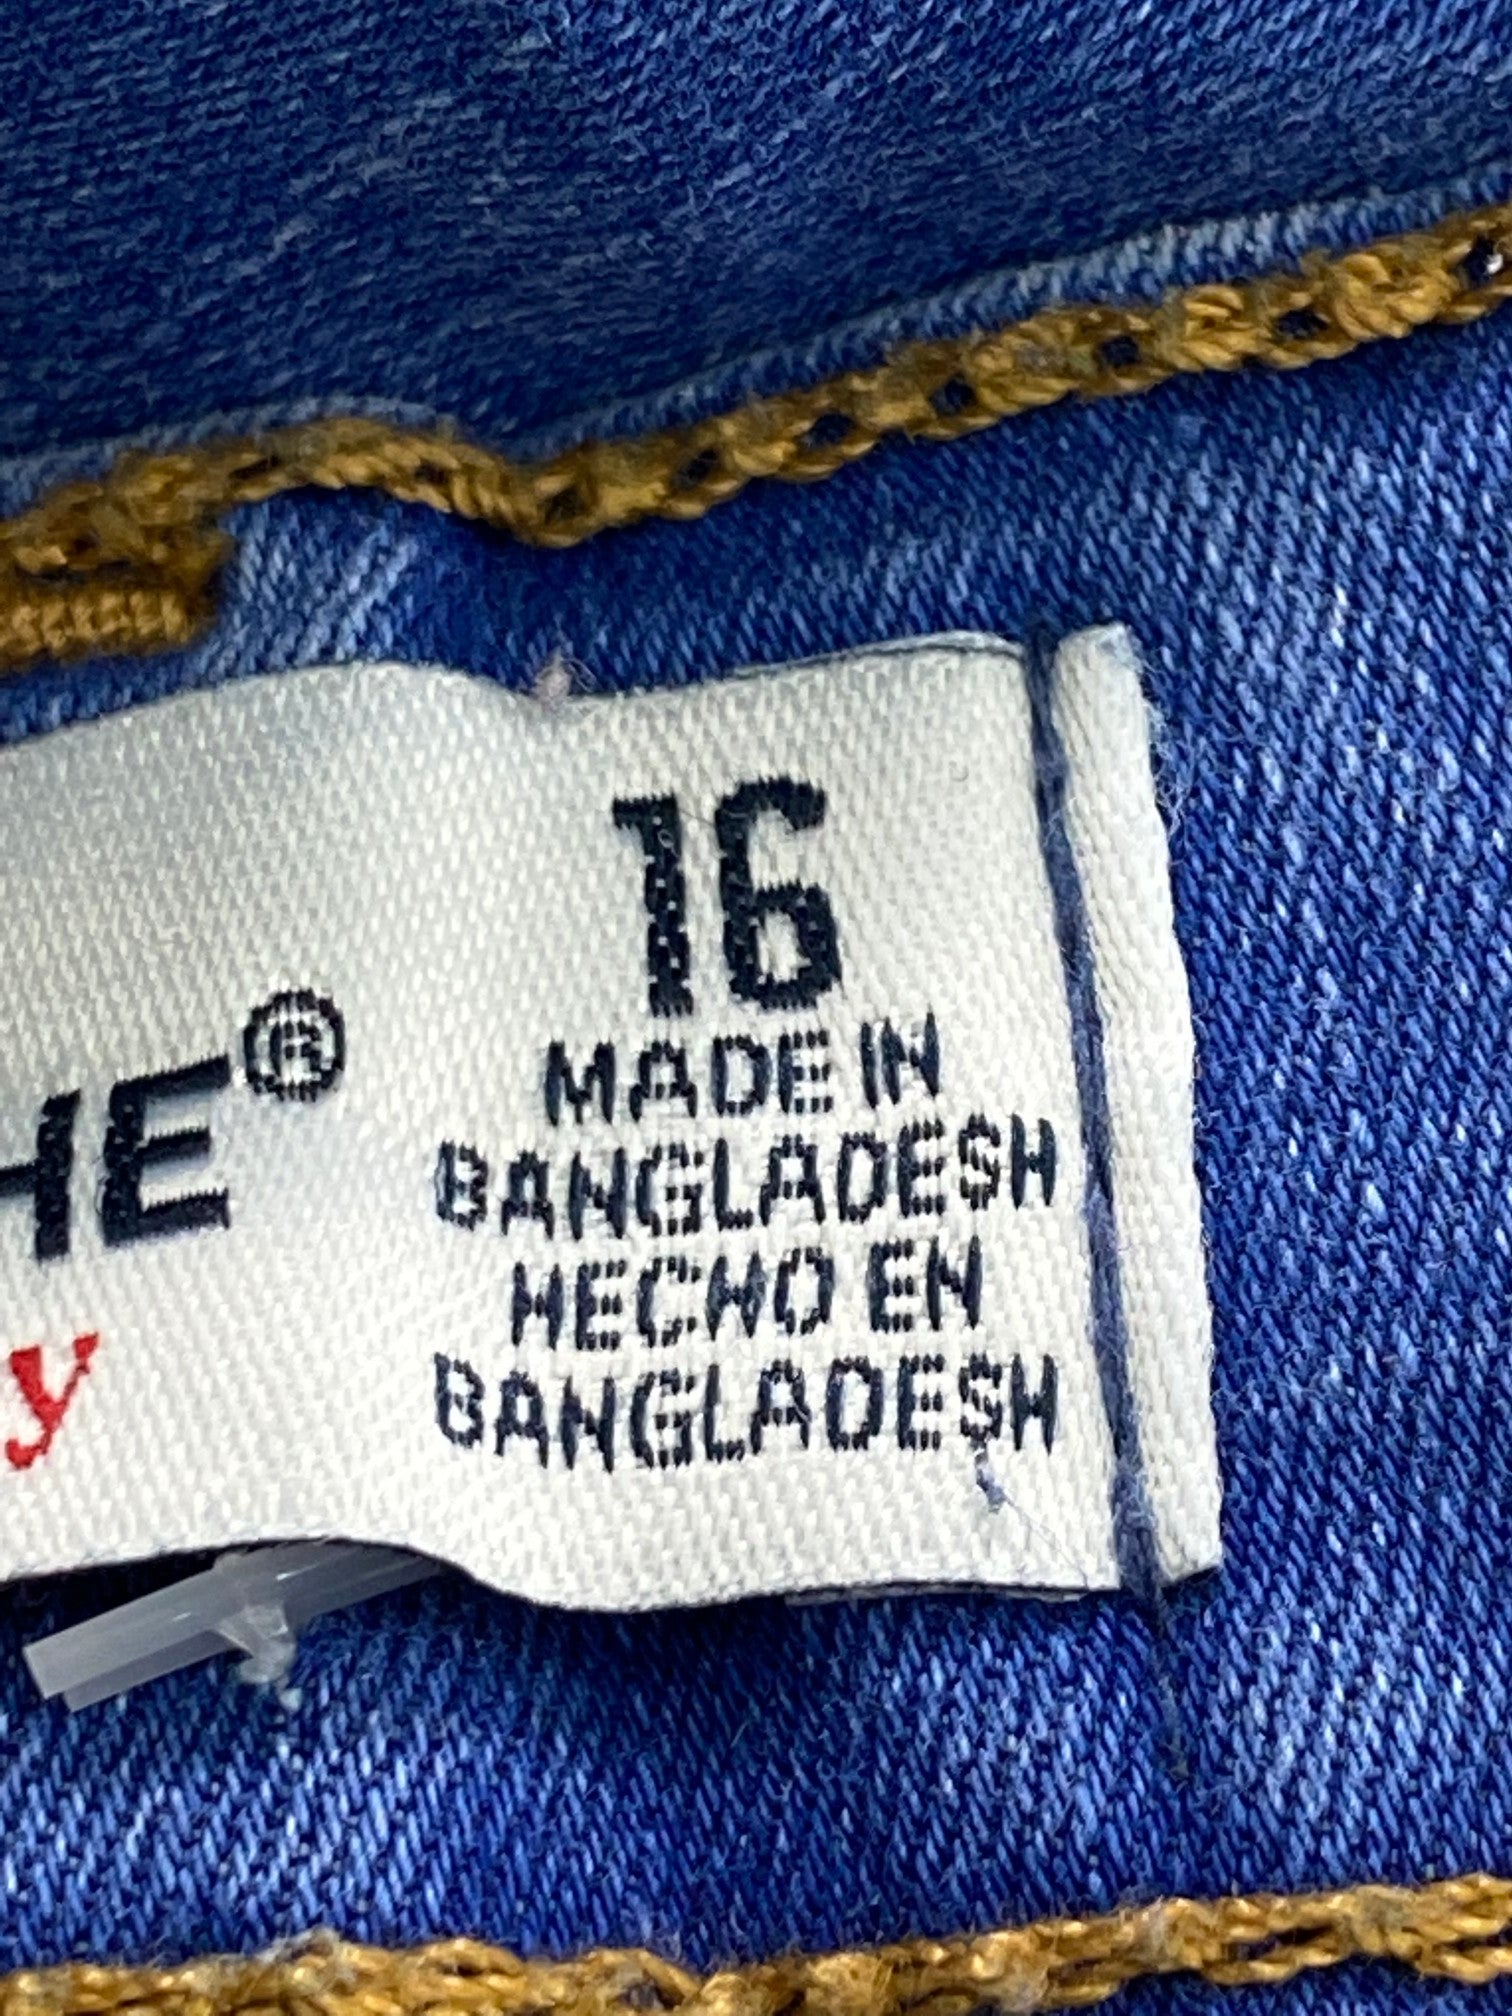 16
MADE IN
BANGLADESH
HECHO EN
BANGLADESH
HE®
y